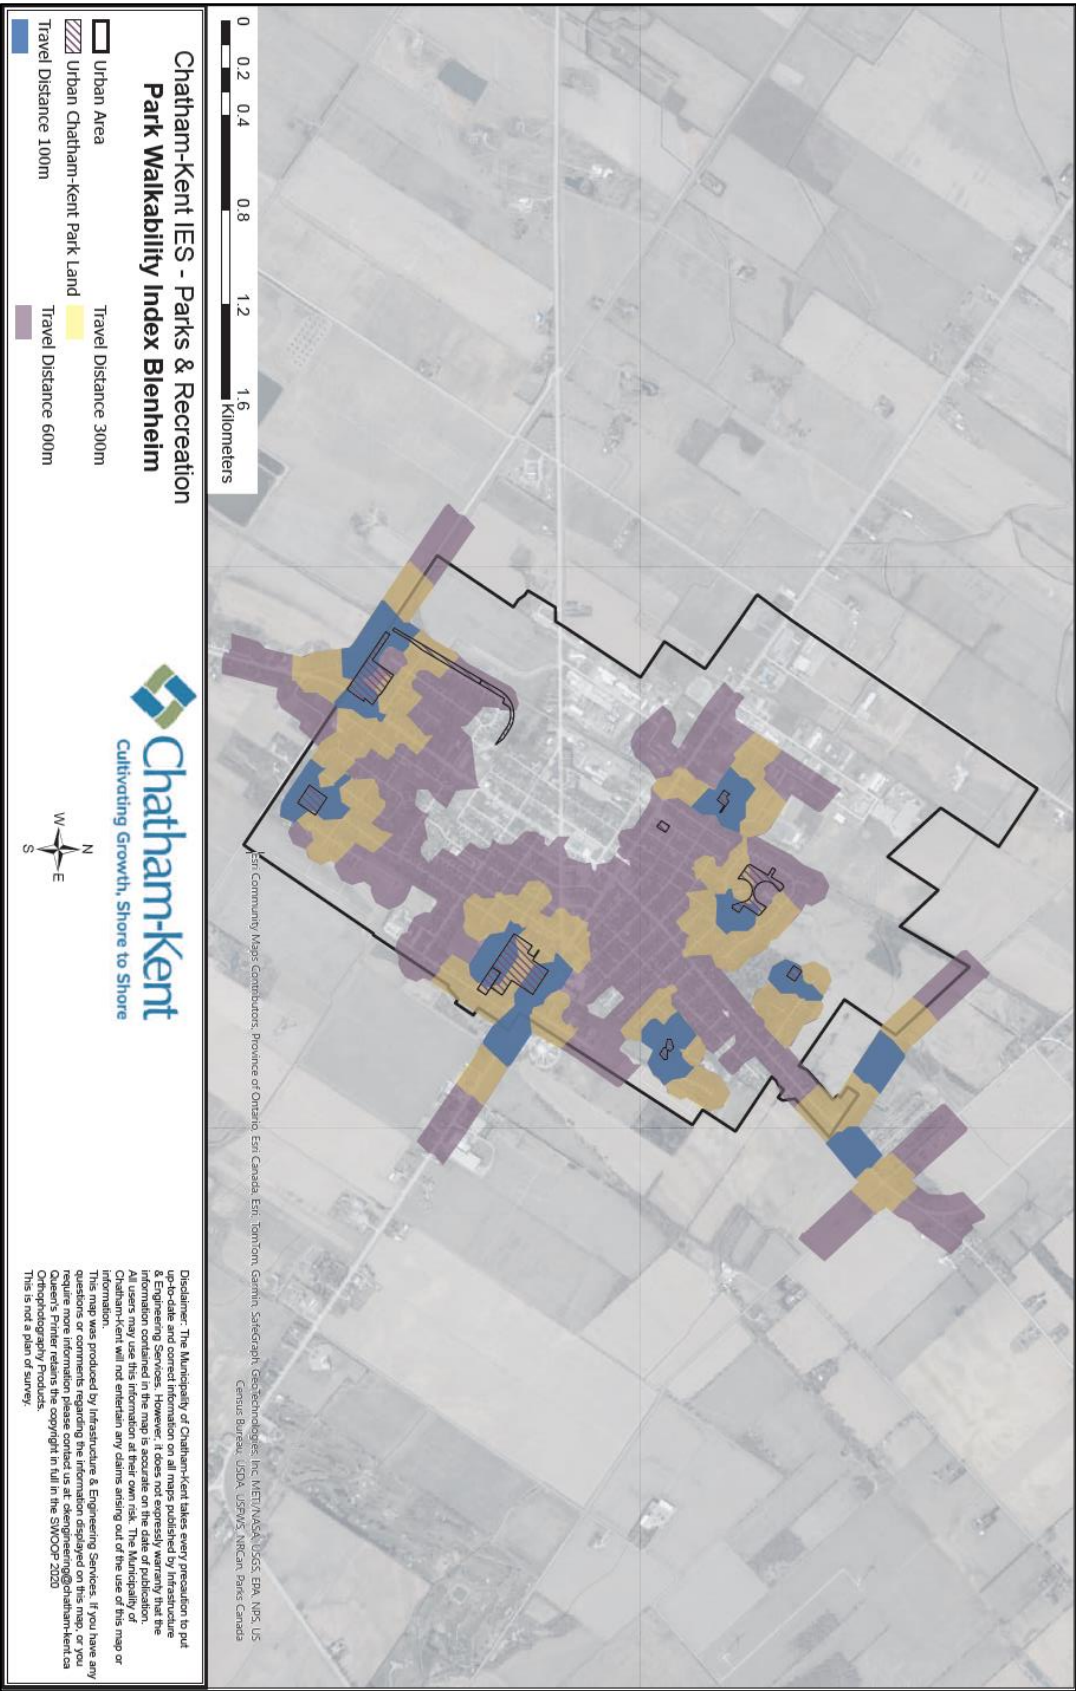 Esri Community Maps Contributors, Province of Ontario, Esri Canada, Esri, TomTom, Garmin, SafeGraph, GeoTechnologies, Inc, METI/NASA, USGS, EPA, NPS, US
Census Bureau, USDA, USFWS, NRCan, Parks Canada
0 0.2 0.4 0.8 1.2 1.6
Kilometers
Chatham-Kent IES - Parks & Recreation
Park Walkability Index Blenheim
Urban Area
Urban Chatham-Kent Park Land
Travel Distance 100m
Travel Distance 300m
Travel Distance 600m
Chatham-Kent
Cultivating Growth, Shore to Shore
N
W E
S
Disclaimer: The Municipality of Chatham-Kent takes every precaution to put
up-to-date and correct information on all maps published by Infrastructure
& Engineering Services. However, it does not expressly warranty that the
information contained in the map is accurate on the date of publication.
All users may use this information at their own risk. The Municipality of
Chatham-Kent will not entertain any claims arising out of the use of this map or
information.
This map was produced by Infrastructure & Engineering Services. If you have any
questions or comments regarding the information displayed on this map, or you
require more information please contact us at: ckengineering@chatham-kent.ca
Queen's Printer retains the copyright in full in the SWOOP 2020
Orthophotography Products.
This is not a plan of survey.